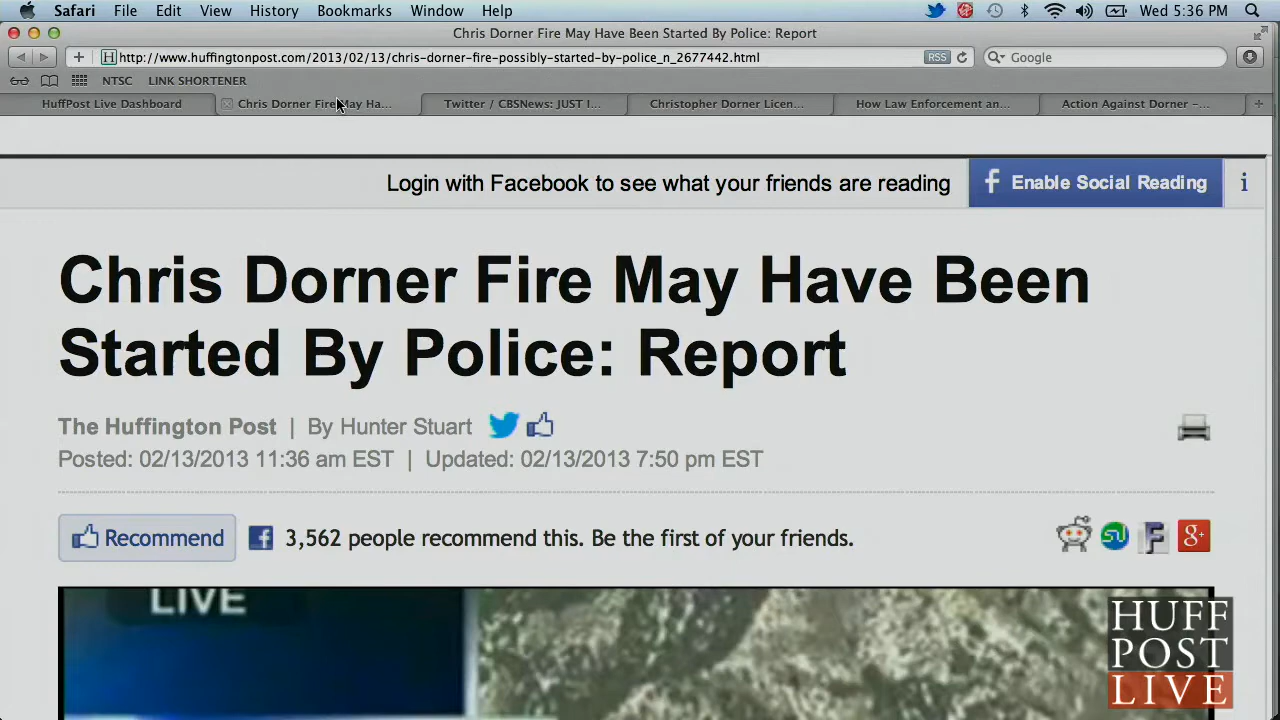 Safari File Edit View History Bookmarks Window Help Wed 5:36 PM
Chris Dorner Fire May Have Been Started By Police: Report
http://www.huffingtonpost.com/2013/02/13/chris-dorner-fire-possibly-started-by-police_n_2677442.html RSS Google
NTSC LINK SHORTENER
HuffPost Live Dashboard Chris Dorner Fire May Ha... Twitter / CBSNews: JUST I... Christopher Dorner Licen... How Law Enforcement an... Action Against Dorner –...
Login with Facebook to see what your friends are reading f Enable Social Reading i
Chris Dorner Fire May Have Been
Started By Police: Report
The Huffington Post | By Hunter Stuart
Posted: 02/13/2013 11:36 am EST | Updated: 02/13/2013 7:50 pm EST
Recommend f 3,562 people recommend this. Be the first of your friends. F g+
LIVE
HUFF
POST
LIVE